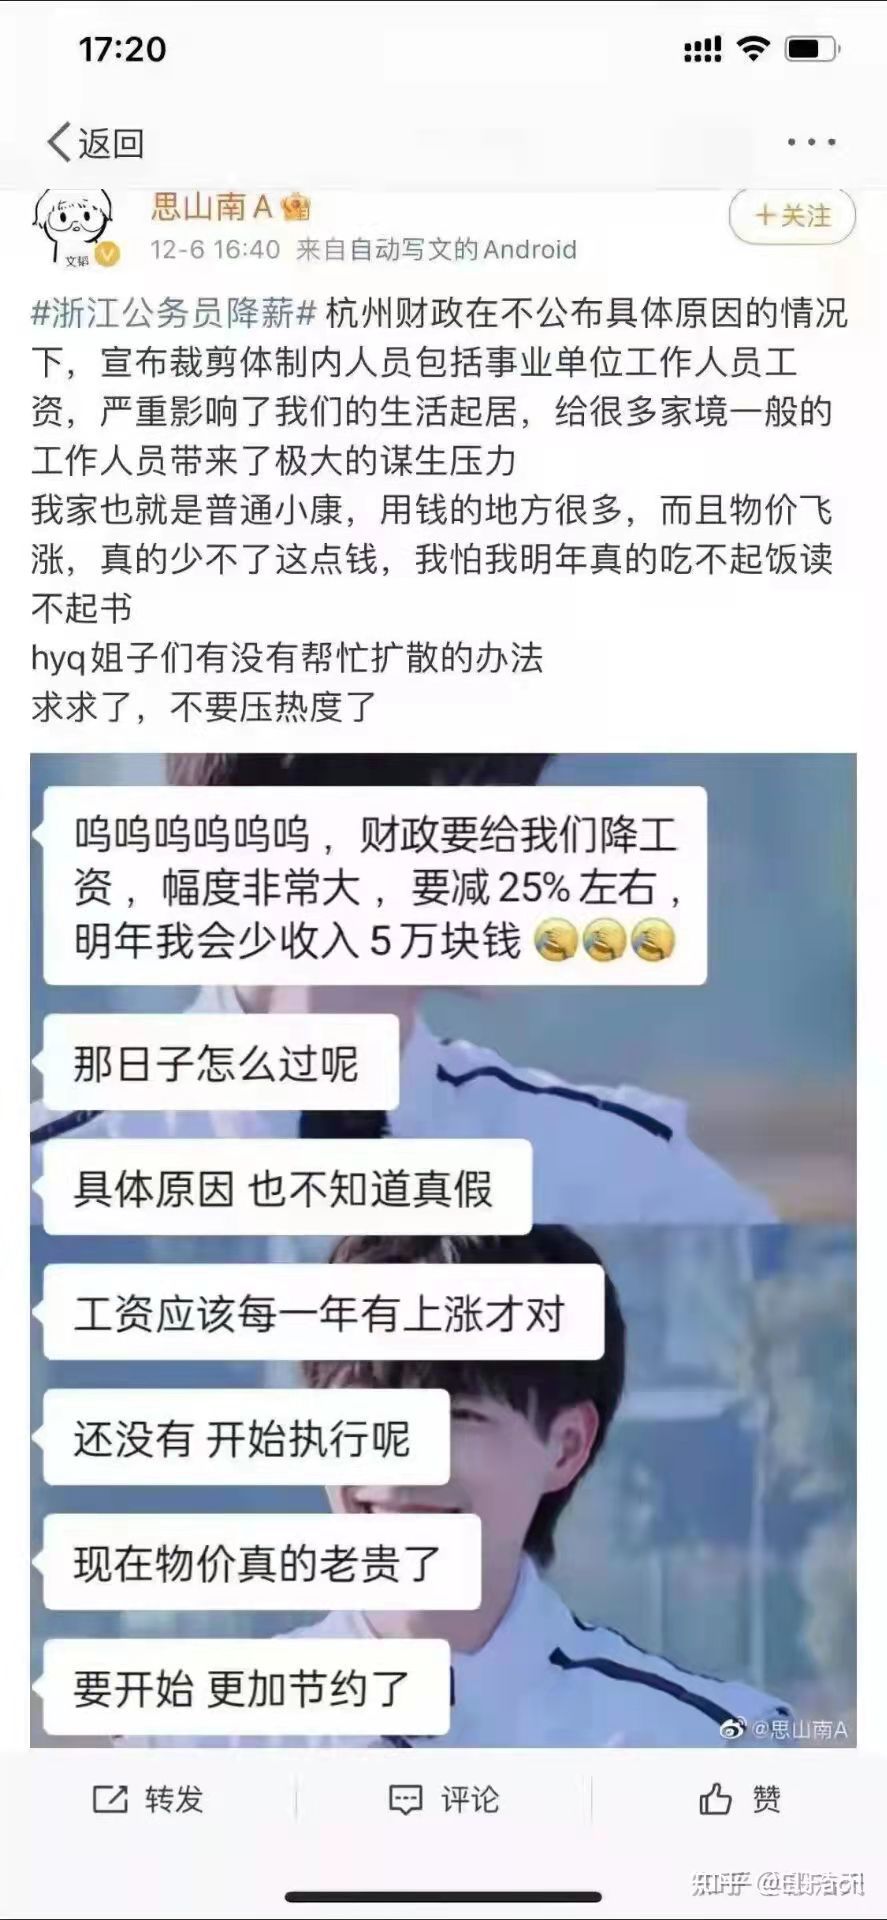 17:20
返回
思山南A
+关注
文韬
12-6 16:40 来自自动写文的Android
#浙江公务员降薪# 杭州财政在不公布具体原因的情况
下，宣布裁剪体制内人员包括事业单位工作人员工
资，严重影响了我们的生活起居，给很多家境一般的
工作人员带来了极大的谋生压力
我家也就是普通小康，用钱的地方很多，而且物价飞
涨，真的少不了这点钱，我怕我明年真的吃不起饭读
不起书
hyq姐子们有没有帮忙扩散的办法
求求了，不要压热度了
呜呜呜呜呜呜，财政要给我们降工
资，幅度非常大，要减25%左右，
明年我会少收入5万块钱
那日子怎么过呢
具体原因 也不知道真假
工资应该每一年有上涨才对
还没有 开始执行呢
现在物价真的老贵了
要开始 更加节约了
@思山南A
转发
评论
赞
知乎